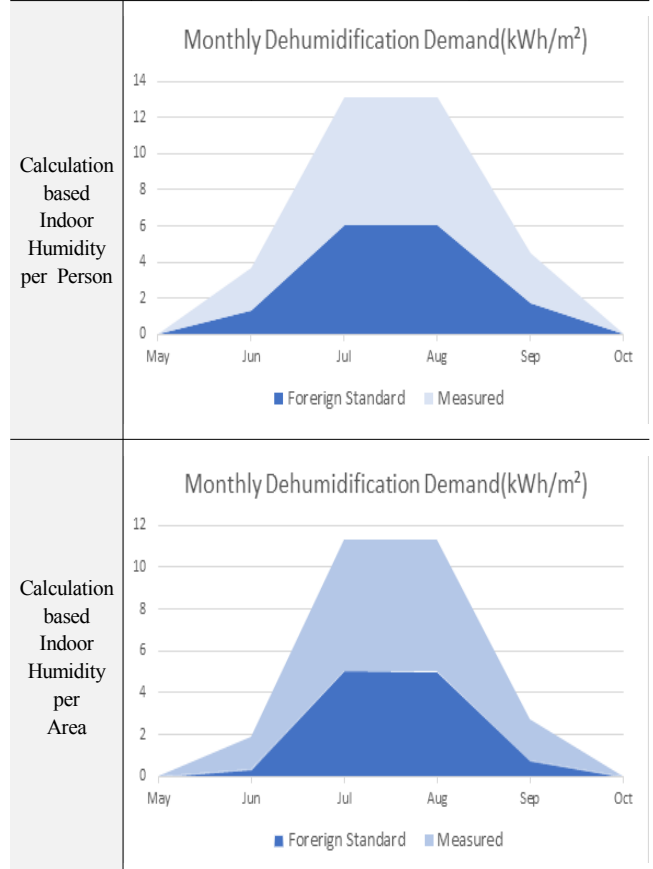 Calculation
based
Indoor
Humidity
per Person
Monthly Dehumidification Demand(kWh/m²)
14
12
10
8
6
4
2
0
May Jun Jul Aug Sep Oct
Forerign Standard Measured
Calculation
based
Indoor
Humidity
per
Area
Monthly Dehumidification Demand(kWh/m²)
12
10
8
6
4
2
0
May Jun Jul Aug Sep Oct
Forerign Standard Measured